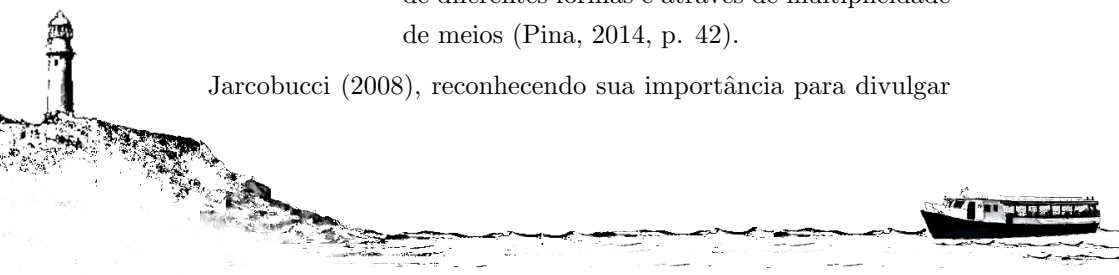 de diferentes formas e através de multiplicidade
de meios (Pina, 2014, p. 42).
Jarcobucci (2008), reconhecendo sua importância para divulgar